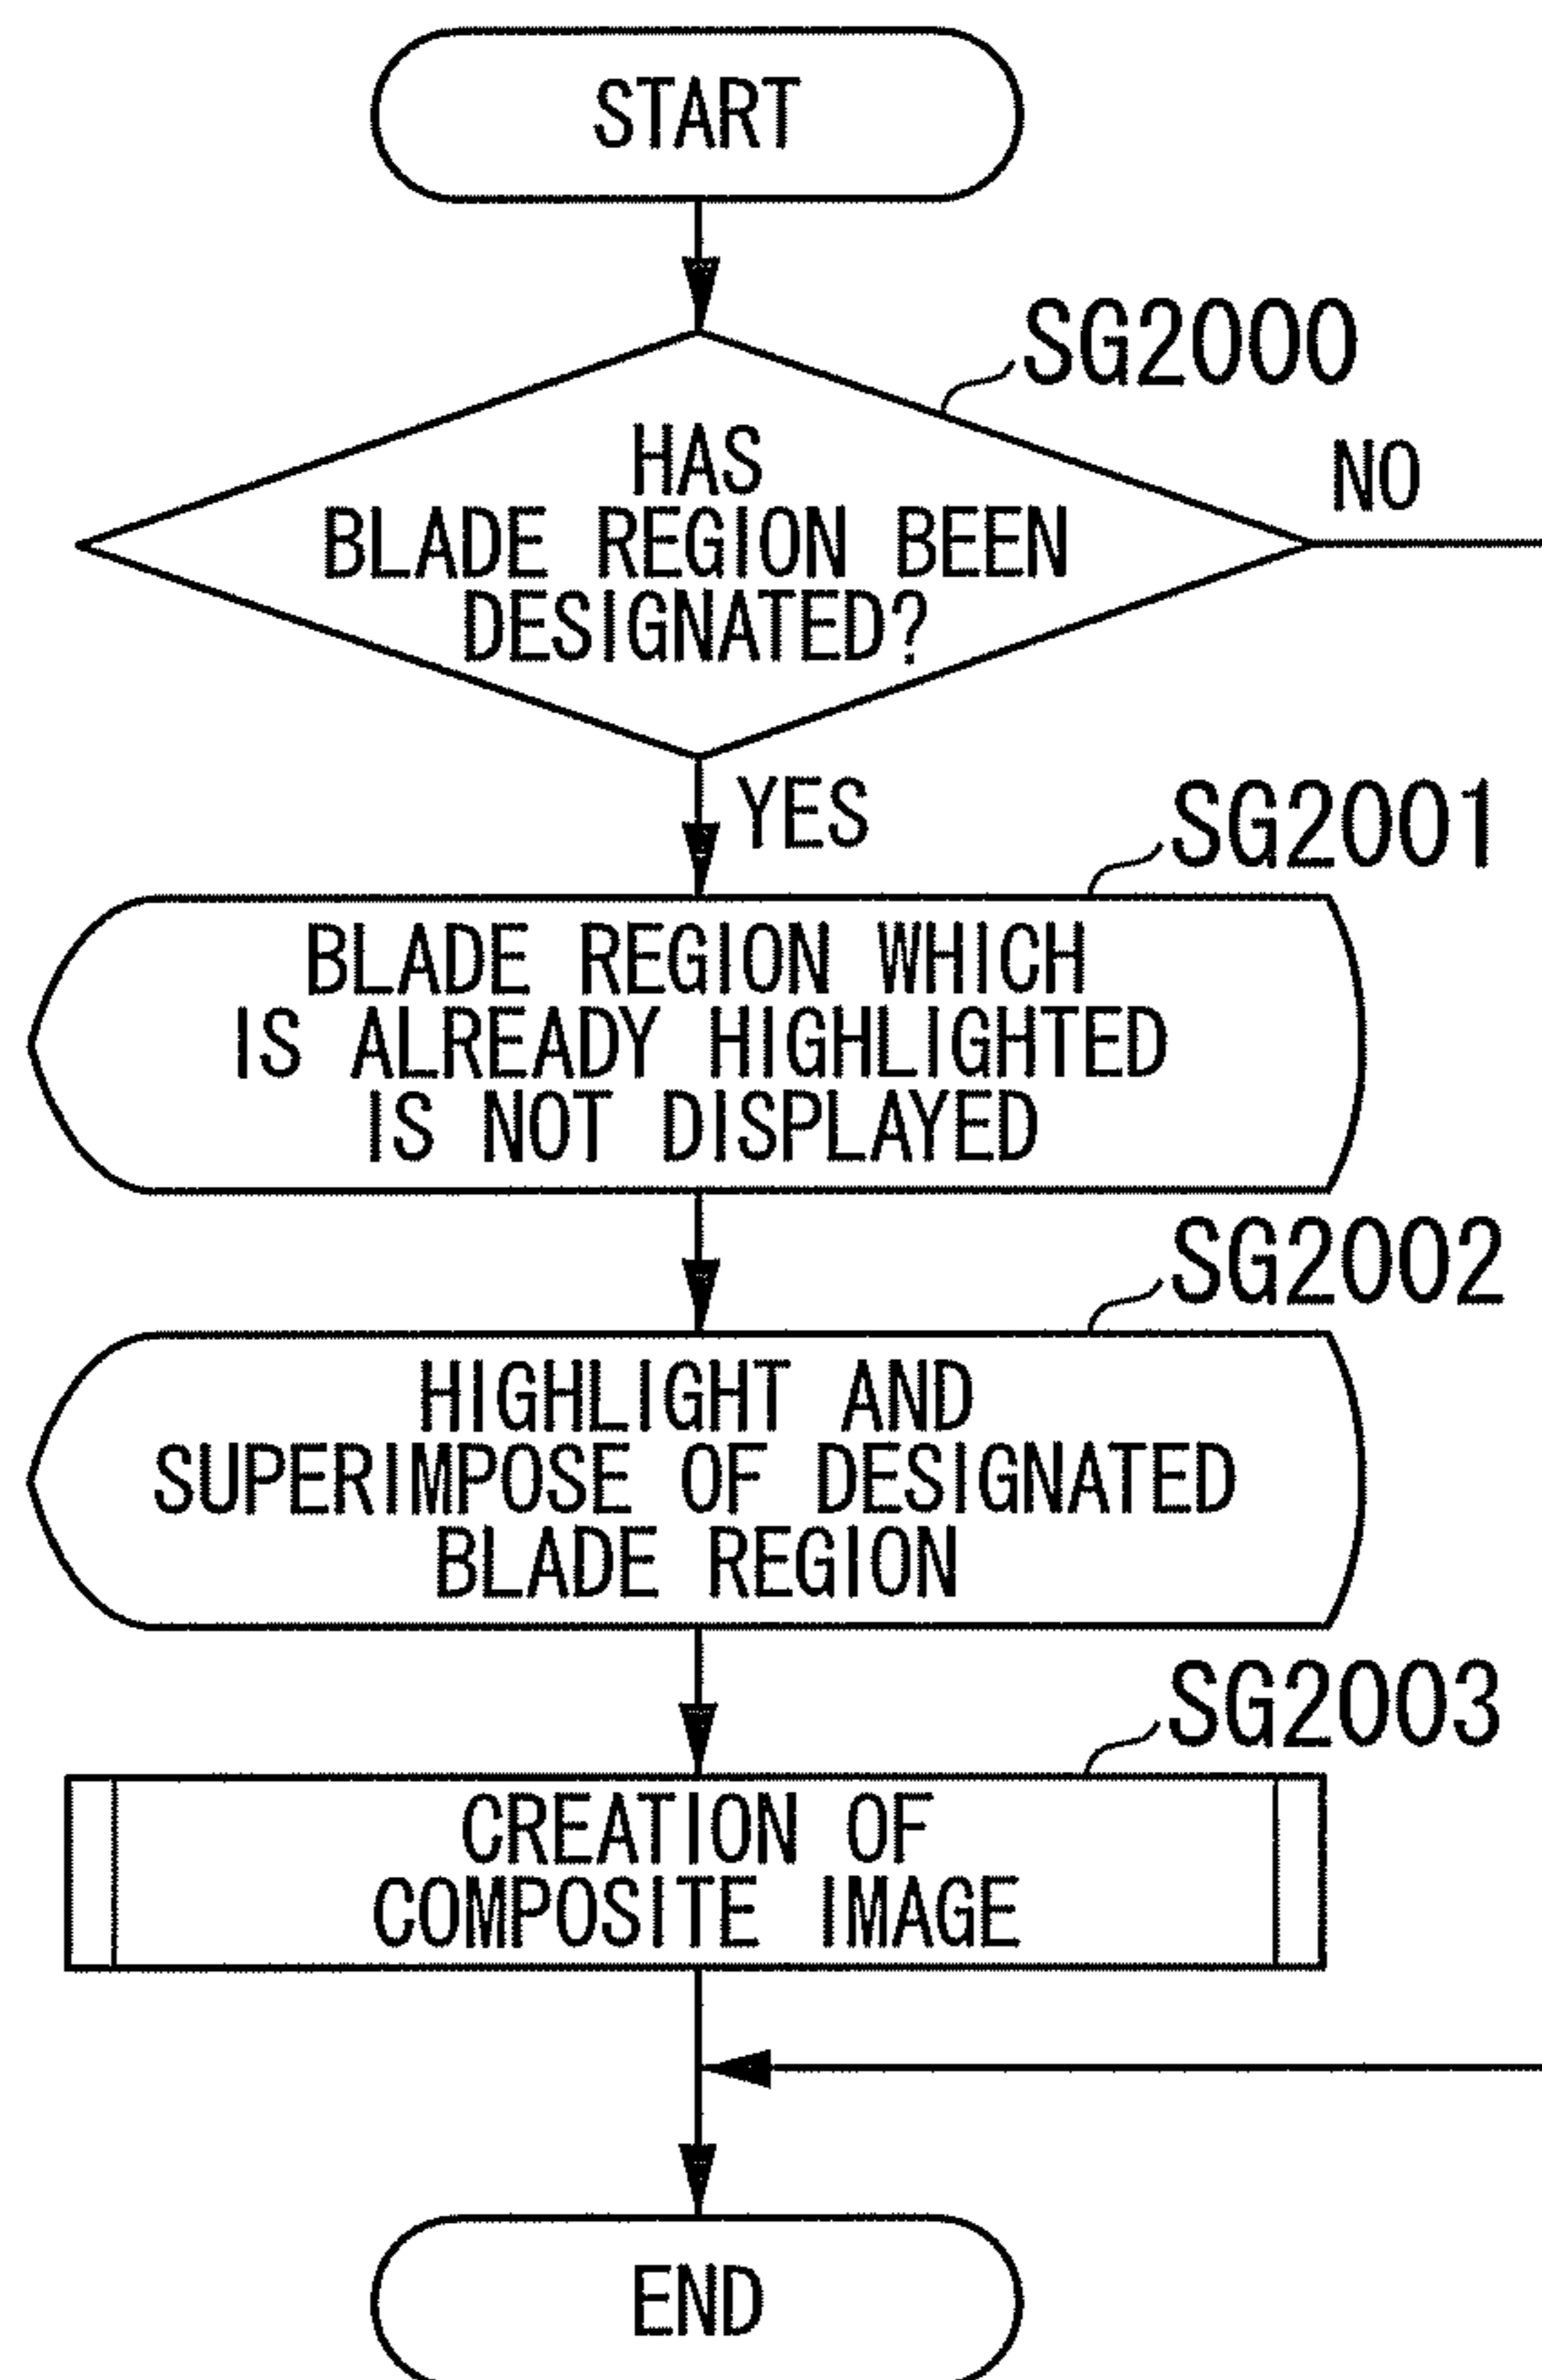 START
SG2000
HAS
BLADE REGION BEEN
DESIGNATED?
NO
YES
SG2001
BLADE REGION WHICH
IS ALREADY HIGHLIGHTED
IS NOT DISPLAYED
SG2002
HIGHLIGHT AND
SUPERIMPOSE OF DESIGNATED
BLADE REGION
SG2003
CREATION OF
COMPOSITE IMAGE
END